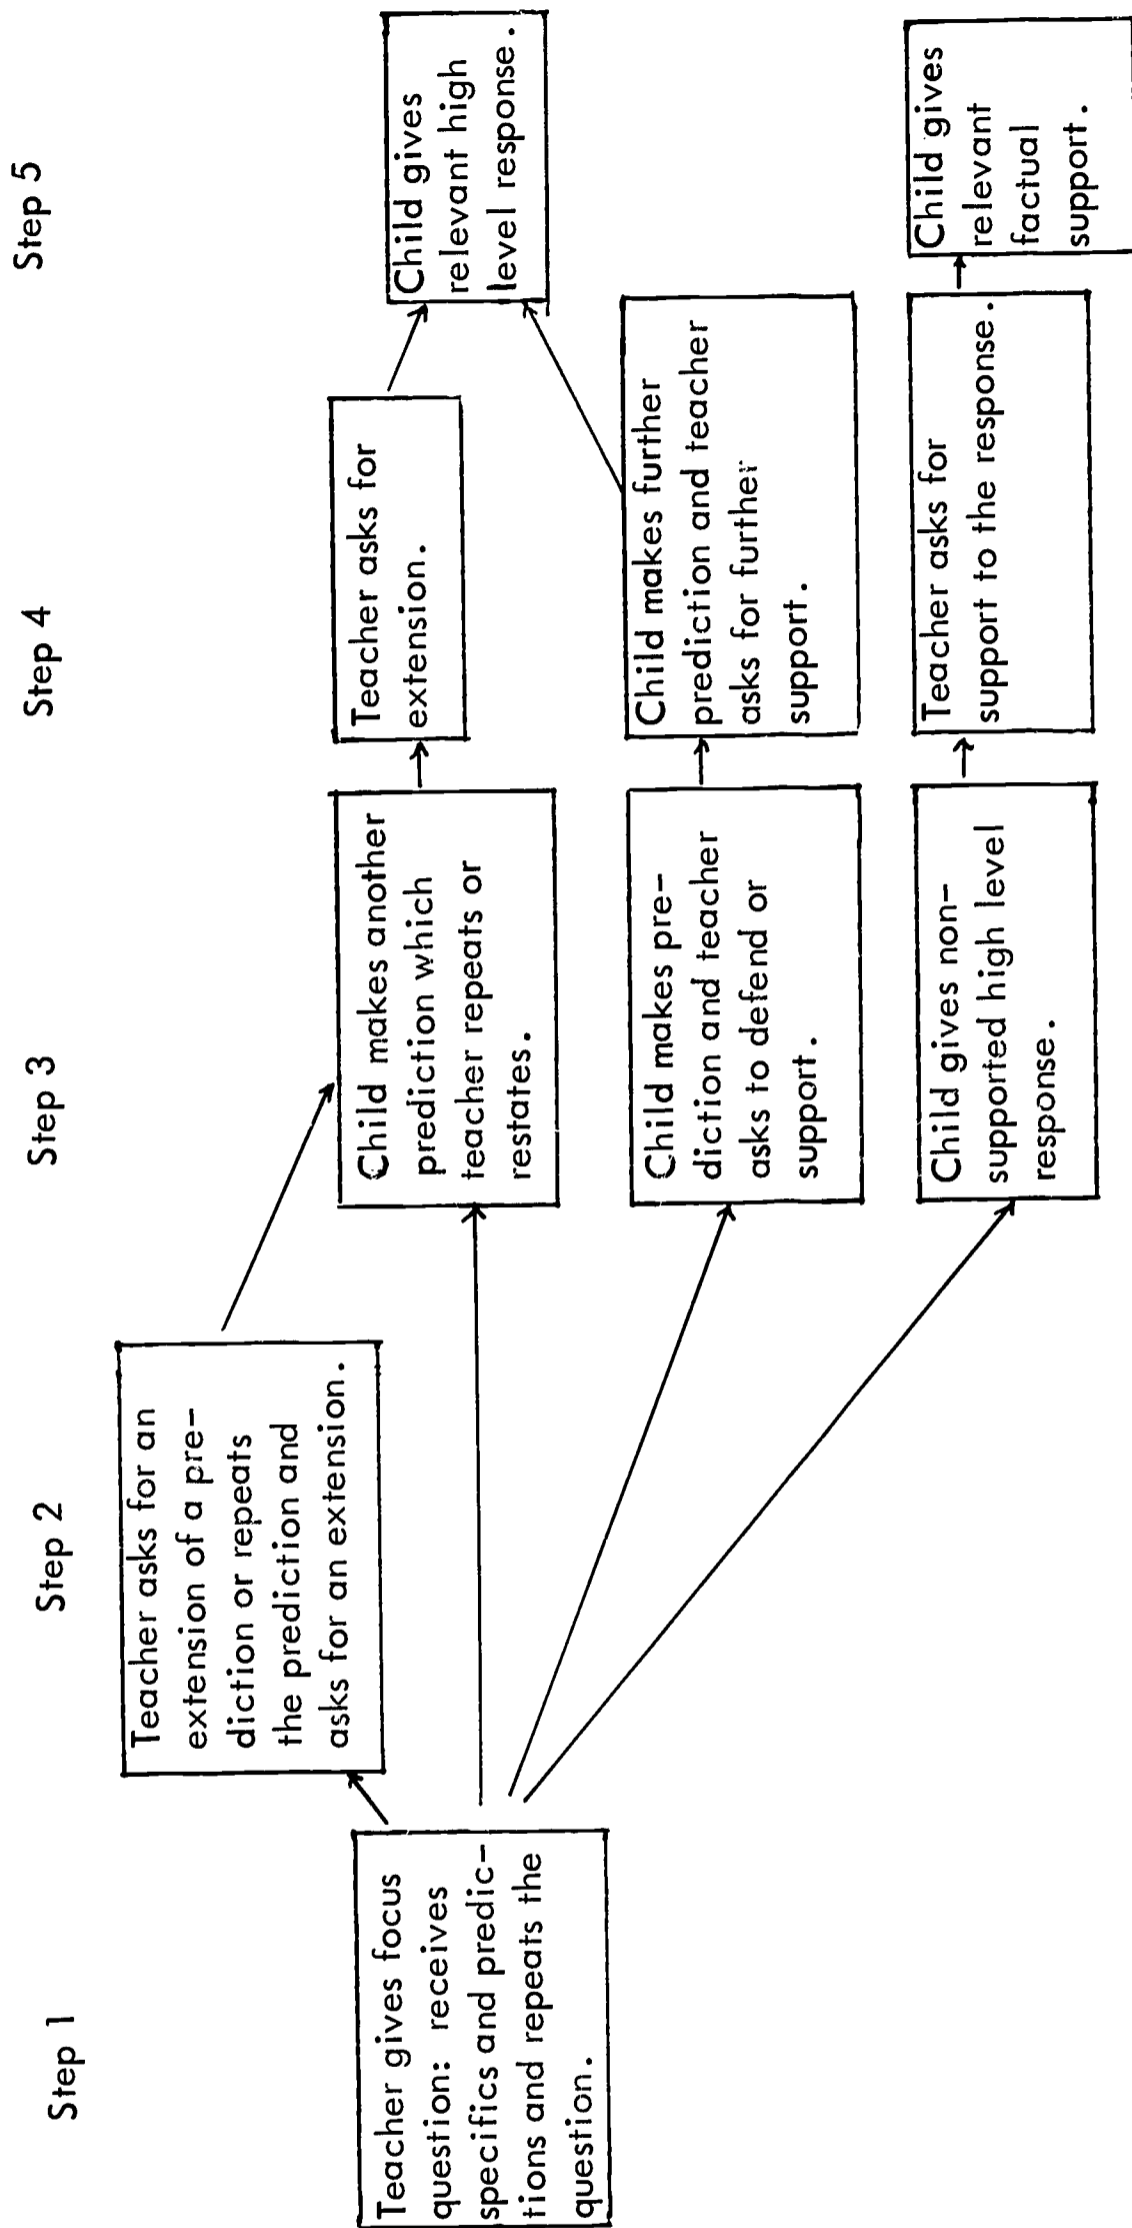 Step 1
Step 2
Step 3
Step 4
Step 5
Teacher gives focus
question: receives
specifics and predic-
tions and repeats the
question.
Teacher asks for an
extension of a pre-
diction or repeats
the prediction and
asks for an extension.
Child makes another
prediction which
teacher repeats or
restates.
Teacher asks for
extension.
Child gives
relevant high
level response.
Child makes pre-
diction and teacher
asks to defend or
support.
Child makes further
prediction and teacher
asks for further
support.
Child gives non-
supported high level
response.
Teacher asks for
support to the response.
Child gives
relevant
factual
support.